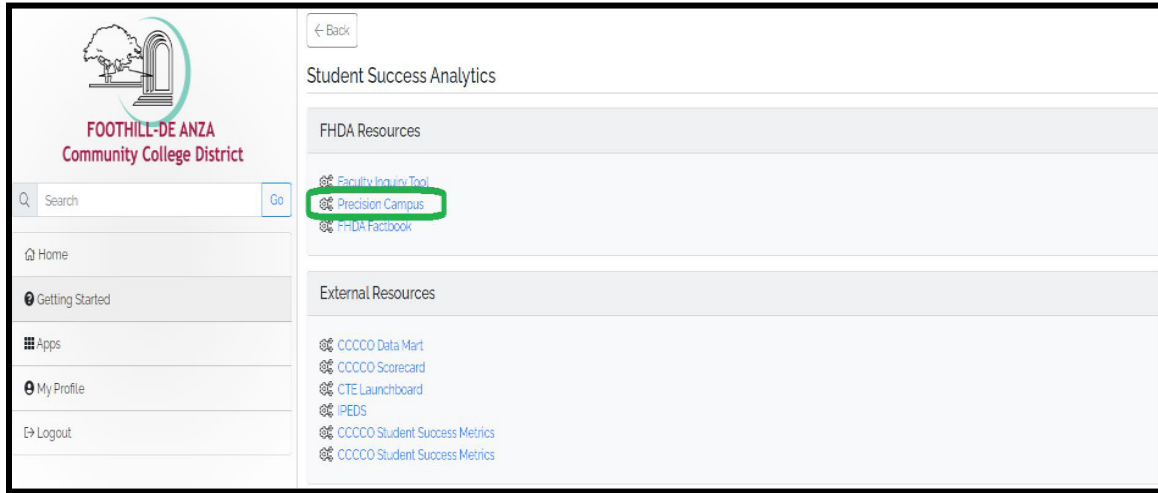 FOOTHILL-DE ANZA
Community College District
Search
Go
Home
Getting Started
Apps
My Profile
Logout
← Back
Student Success Analytics
FHDA Resources
Faculty Inquiry Tool
Precision Campus
FHDA Factbook
External Resources
CCCCO Data Mart
CCCCO Scorecard
CTE Launchboard
IPEDS
CCCCO Student Success Metrics
CCCCO Student Success Metrics